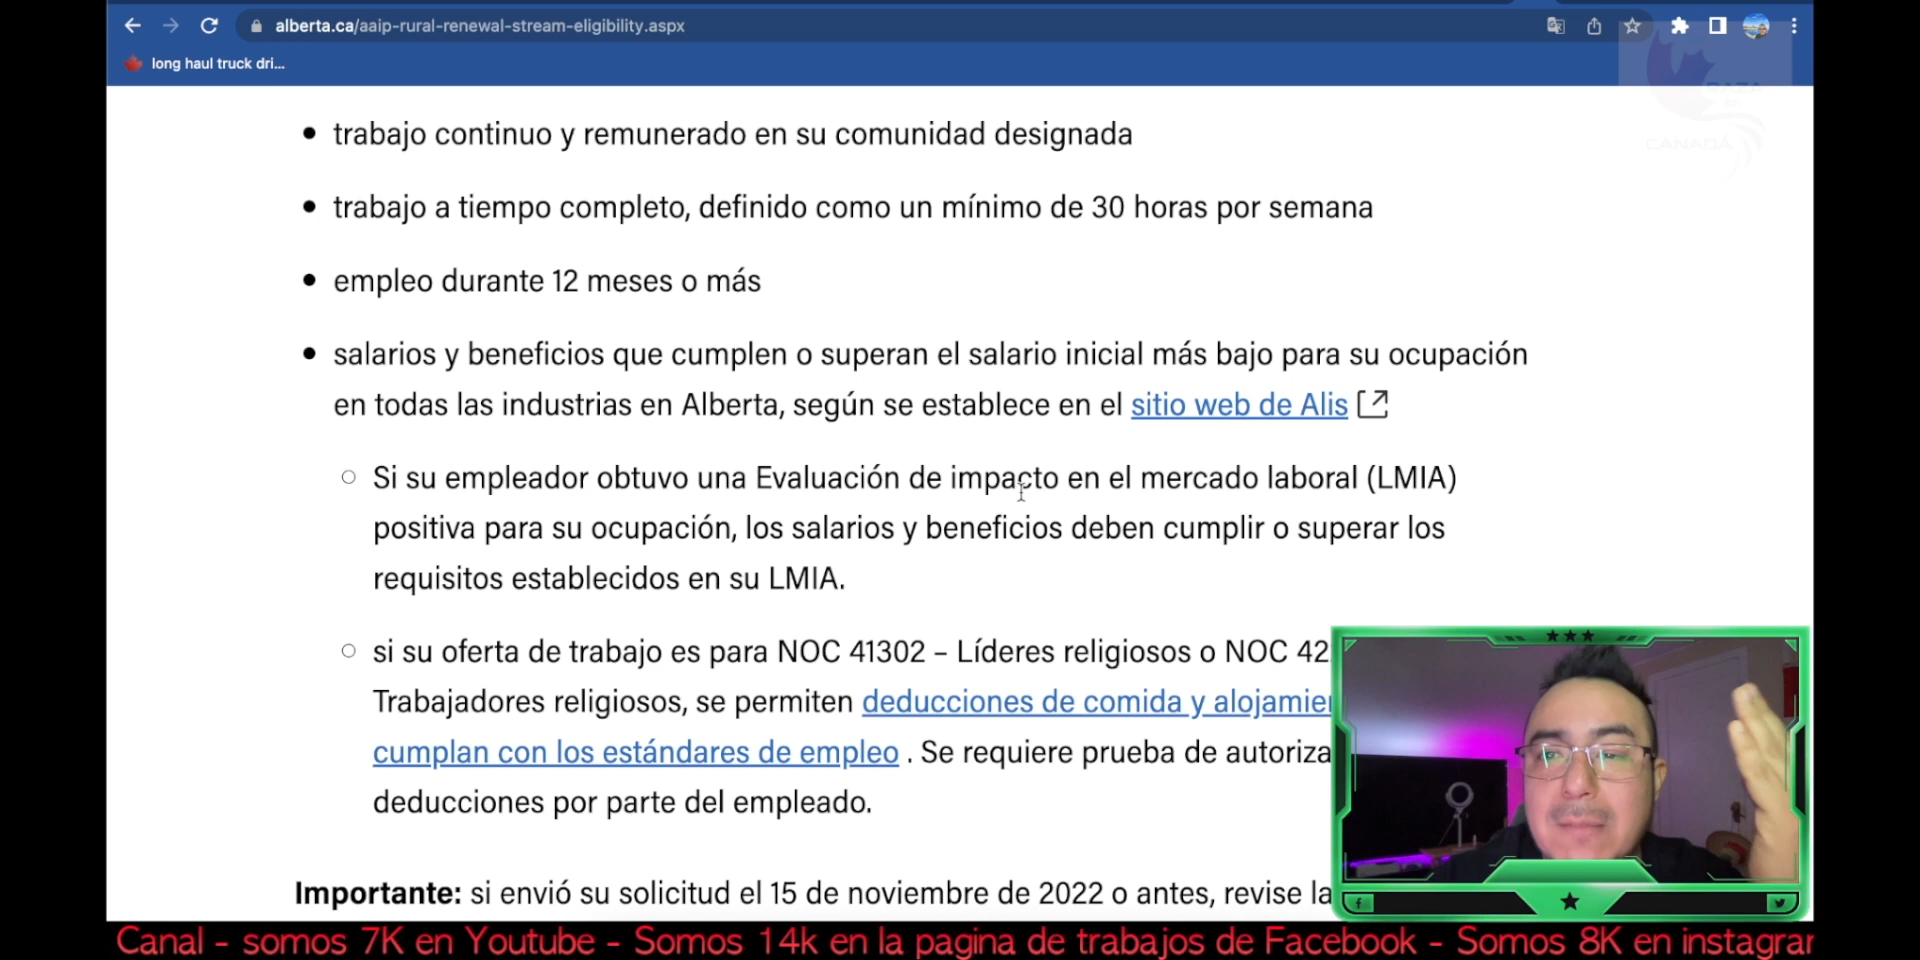 alberta.ca/aaip-rural-renewal-stream-eligibility.aspx
long haul truck dri...
CANADÁ
• trabajo continuo y remunerado en su comunidad designada
• trabajo a tiempo completo, definido como un mínimo de 30 horas por semana
• empleo durante 12 meses o más
• salarios y beneficios que cumplen o superan el salario inicial más bajo para su ocupación
en todas las industrias en Alberta, según se establece en el sitio web de Alis
○ Si su empleador obtuvo una Evaluación de impacto en el mercado laboral (LMIA)
positiva para su ocupación, los salarios y beneficios deben cumplir o superar los
requisitos establecidos en su LMIA.
○ si su oferta de trabajo es para NOC 41302 – Líderes religiosos o NOC 42
Trabajadores religiosos, se permiten deducciones de comida y alojamie
cumplan con los estándares de empleo . Se requiere prueba de autoriza
deducciones por parte del empleado.
Importante: si envió su solicitud el 15 de noviembre de 2022 o antes, revise la
Canal - somos 7K en Youtube - Somos 14k en la pagina de trabajos de Facebook - Somos 8K en instagrar